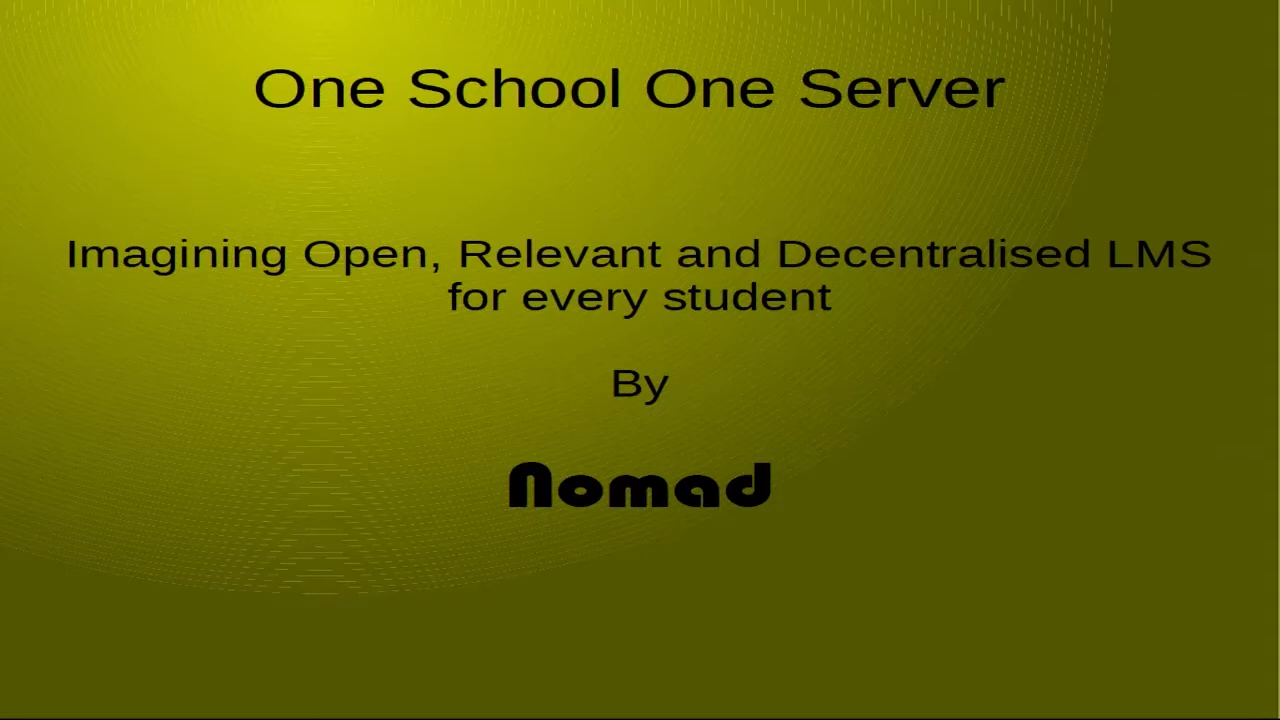 One School One Server
Imagining Open, Relevant and Decentralised LMS
for every student
By
Nomad